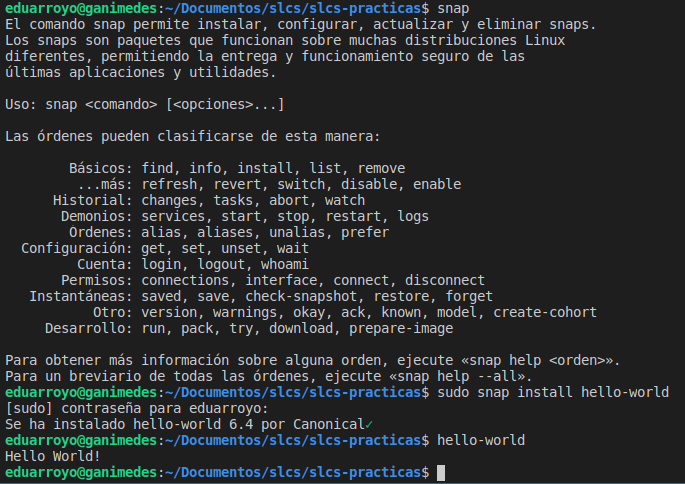 eduarroyo@ganimedes:~/Documentos/slcs/slcs-practicas$ snap
El comando snap permite instalar, configurar, actualizar y eliminar snaps.
Los snaps son paquetes que funcionan sobre muchas distribuciones Linux
diferentes, permitiendo la entrega y funcionamiento seguro de las
últimas aplicaciones y utilidades.

Uso: snap <comando> [<opciones>...]

Las órdenes pueden clasificarse de esta manera:

        Básicos: find, info, install, list, remove
         ...más: refresh, revert, switch, disable, enable
      Historial: changes, tasks, abort, watch
       Demonios: services, start, stop, restart, logs
        Órdenes: alias, aliases, unalias, prefer
  Configuración: get, set, unset, wait
         Cuenta: login, logout, whoami
       Permisos: connections, interface, connect, disconnect
   Instantáneas: saved, save, check-snapshot, restore, forget
           Otro: version, warnings, okay, ack, known, model, create-cohort
     Desarrollo: run, pack, try, download, prepare-image

Para obtener más información sobre alguna orden, ejecute «snap help <orden>».
Para un breviario de todas las órdenes, ejecute «snap help --all».
eduarroyo@ganimedes:~/Documentos/slcs/slcs-practicas$ sudo snap install hello-world
[sudo] contraseña para eduarroyo:
Se ha instalado hello-world 6.4 por Canonical✓
eduarroyo@ganimedes:~/Documentos/slcs/slcs-practicas$ hello-world
Hello World!
eduarroyo@ganimedes:~/Documentos/slcs/slcs-practicas$